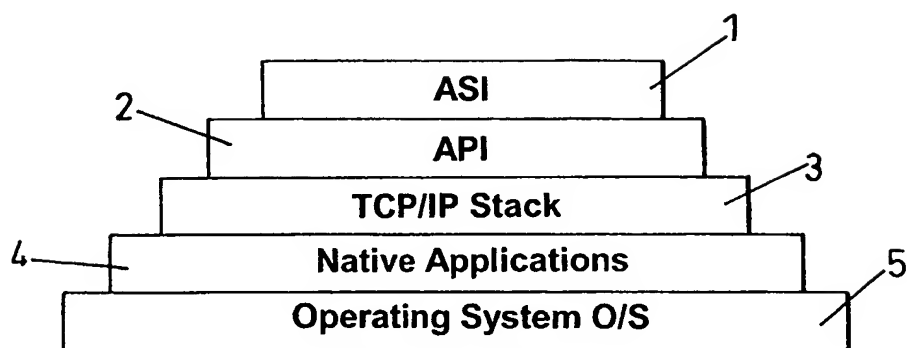 1
ASI
2
API
3
TCP/IP Stack
4
Native Applications
5
Operating System O/S